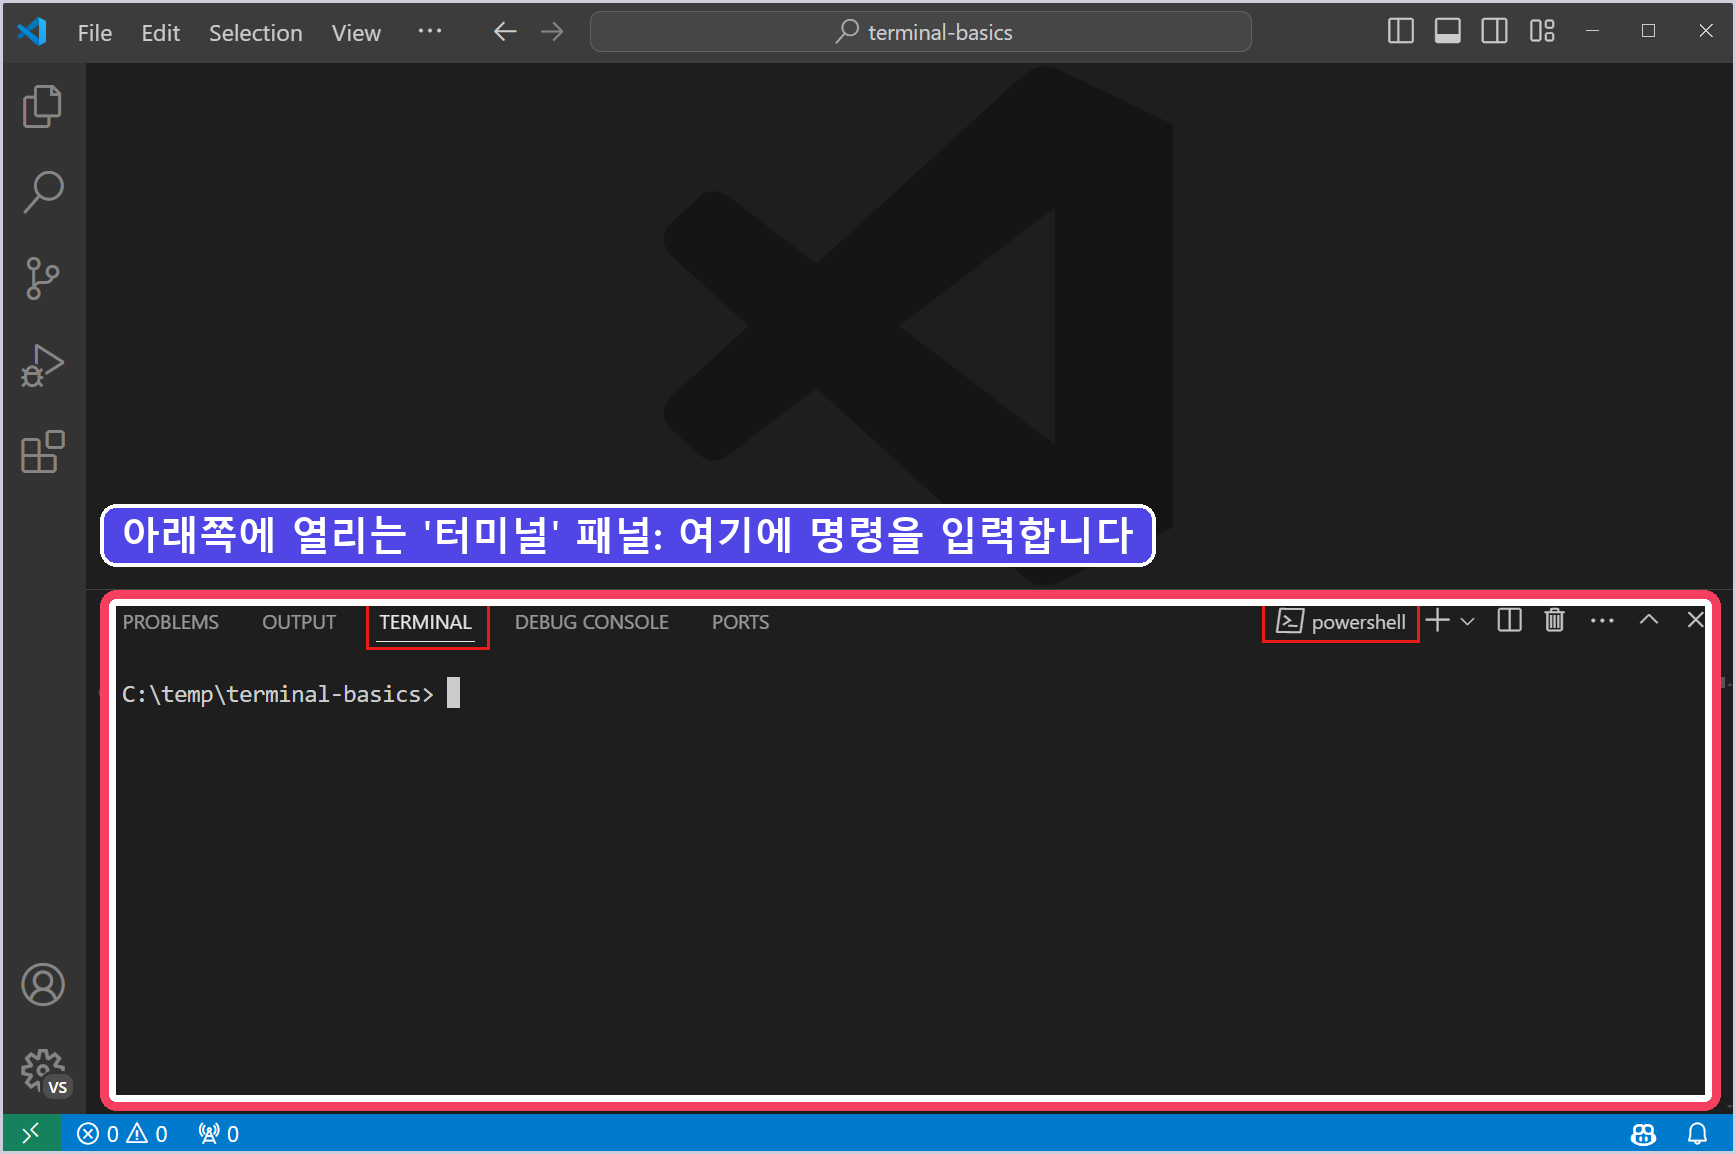 File Edit Selection View ··· terminal-basics
아래쪽에 열리는 '터미널' 패널: 여기에 명령을 입력합니다
PROBLEMS OUTPUT TERMINAL DEBUG CONSOLE PORTS powershell
C:\temp\terminal-basics>
VS
0 0 0